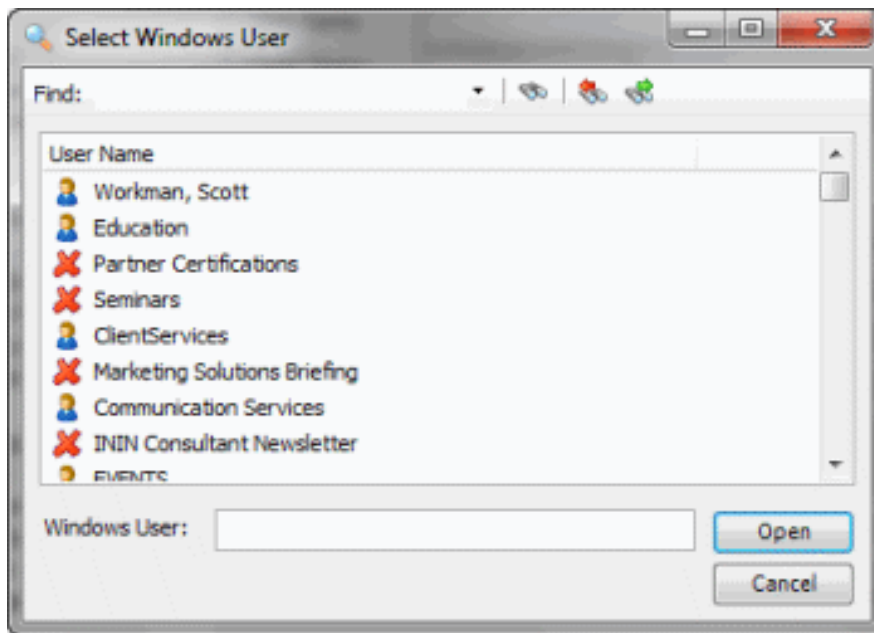 Select Windows User
Find:
User Name
Workman, Scott
Education
Partner Certifications
Seminars
ClientServices
Marketing Solutions Briefing
Communication Services
ININ Consultant Newsletter
EVENTS
Windows User:
Open
Cancel